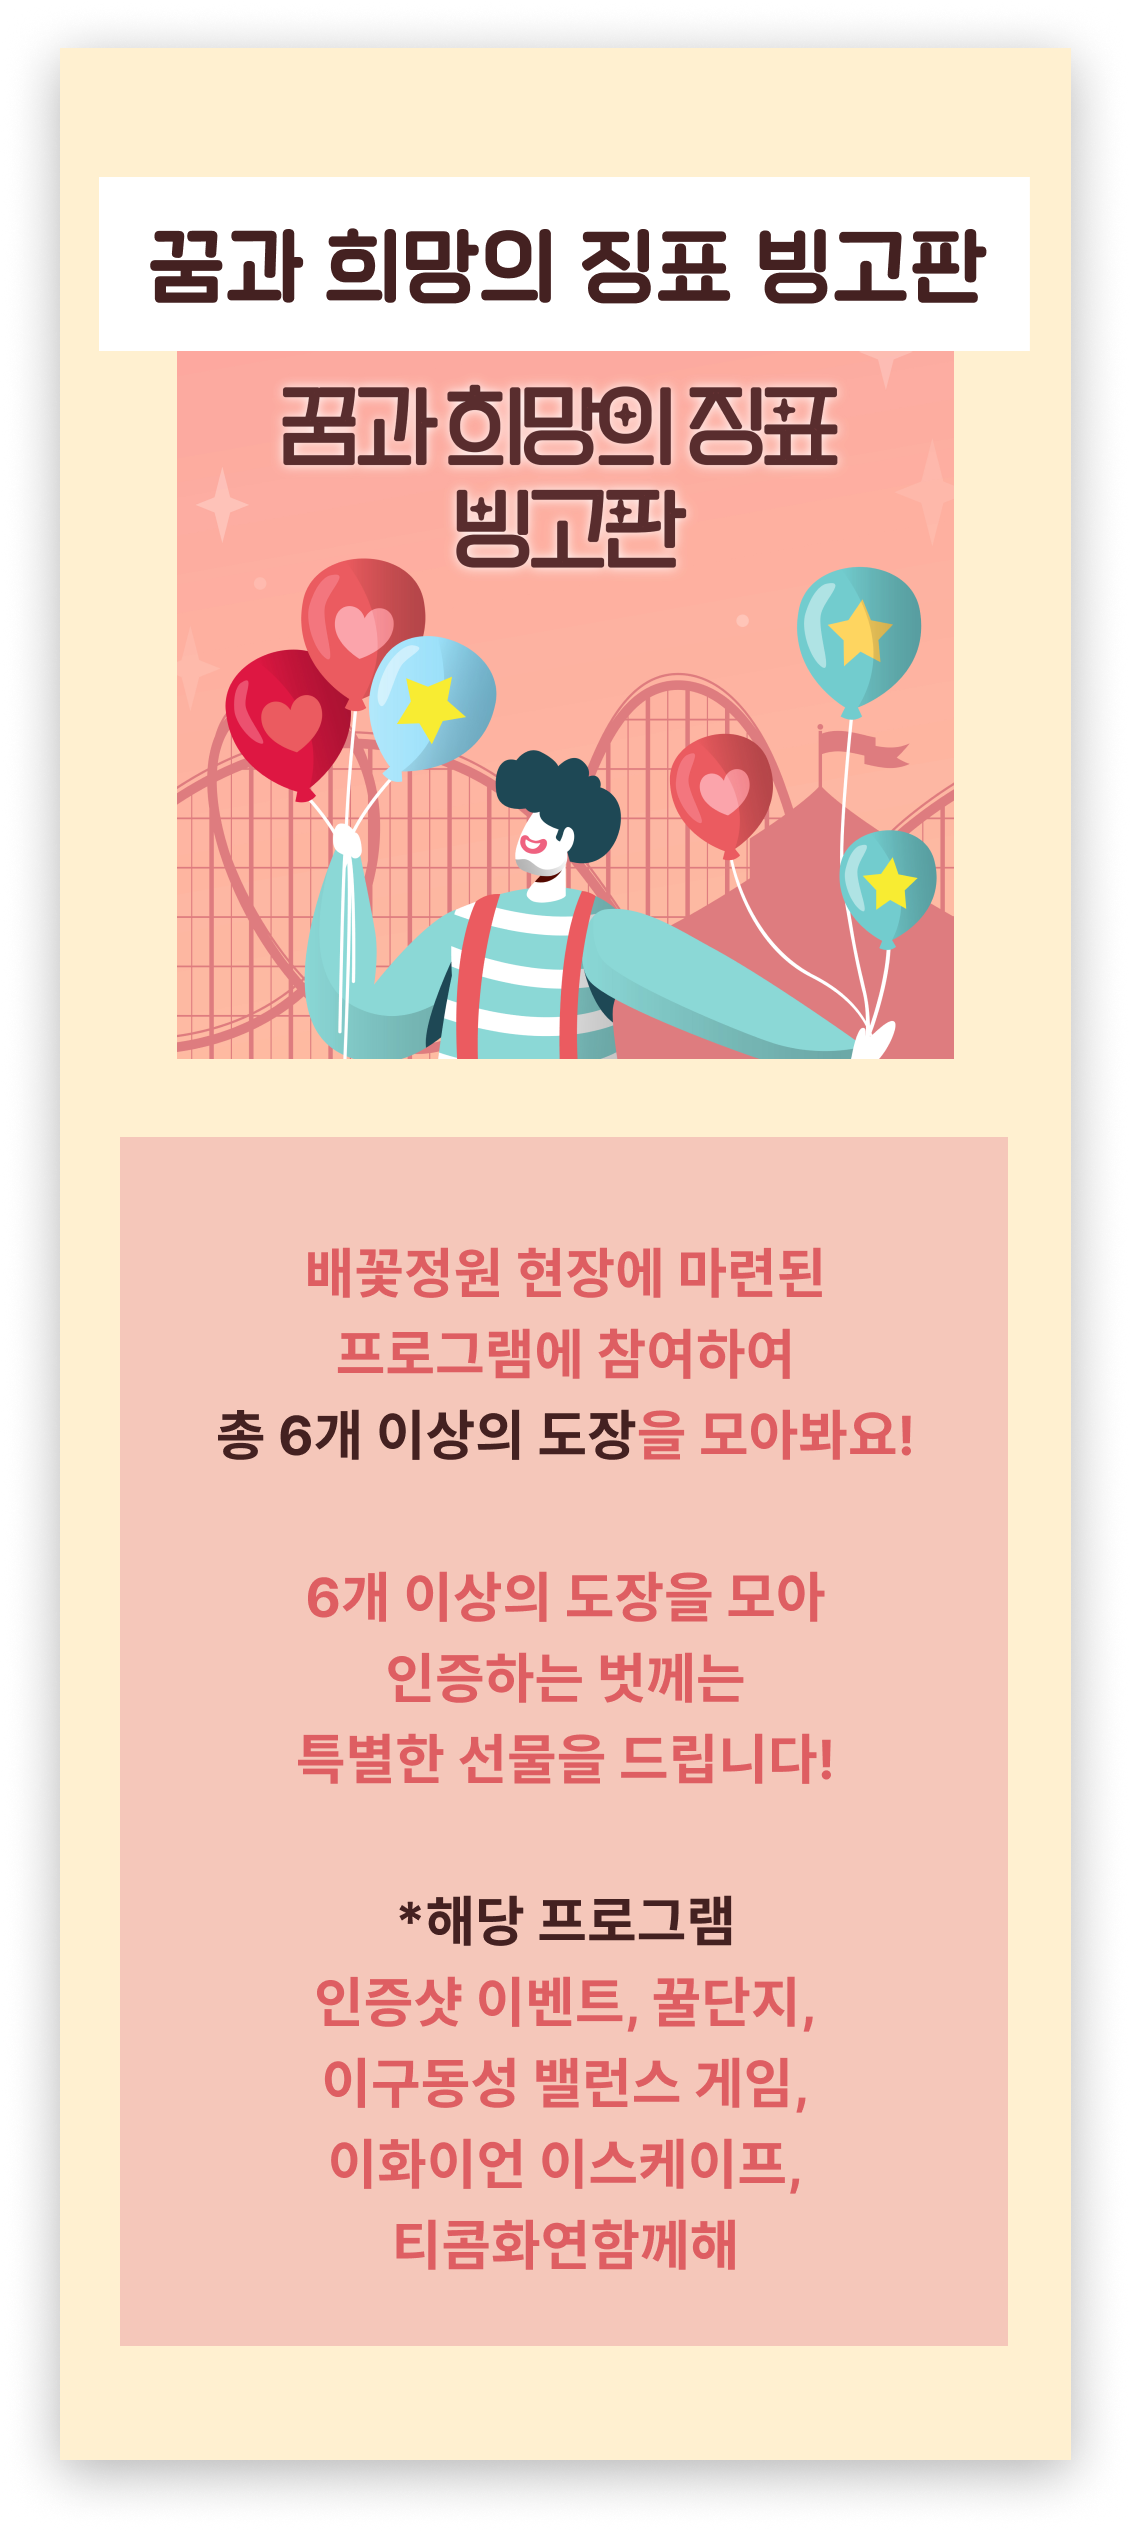 꿈과 희망의 징표 빙고판
꿈과 희망의 징표
빙고판
배꽃정원 현장에 마련된
프로그램에 참여하여
총 6개 이상의 도장을 모아봐요!
6개 이상의 도장을 모아
인증하는 벗께는
특별한 선물을 드립니다!
*해당 프로그램
인증샷 이벤트, 꿀단지,
이구동성 밸런스 게임,
이화이언 이스케이프,
티콤화연함께해